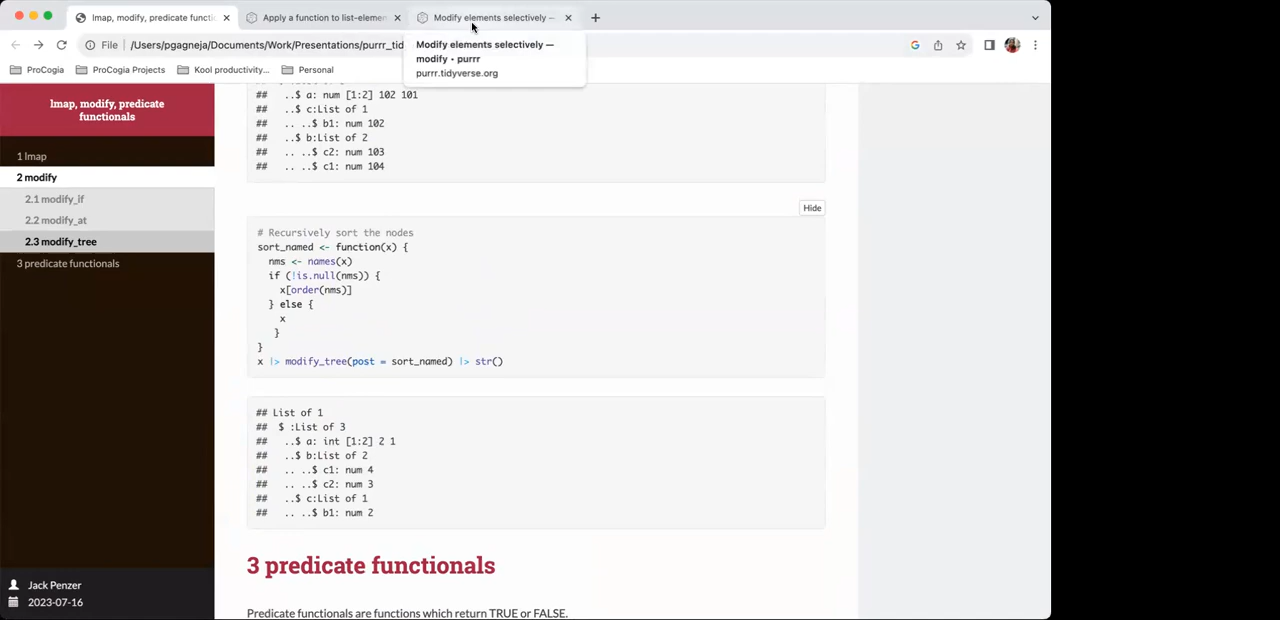 lmap, modify, predicate functi
Apply a function to list-elemen
Modify elements selectively —
File
/Users/pgagneja/Documents/Work/Presentations/purrr_tid
Modify elements selectively —
modify • purrr
purrr.tidyverse.org
ProCogia
ProCogia Projects
Kool productivity...
Personal
lmap, modify, predicate
functionals
1 lmap
2 modify
2.1 modify_if
2.2 modify_at
2.3 modify_tree
3 predicate functionals
Jack Penzer
2023-07-16
## ..$ a: num [1:2] 102 101
## ..$ c:List of 1
## .. ..$ b1: num 102
## ..$ b:List of 2
## .. ..$ c2: num 103
## .. ..$ c1: num 104
Hide
# Recursively sort the nodes
sort_named <- function(x) {
nms <- names(x)
if (!is.null(nms)) {
x[order(nms)]
} else {
x
}
}
x |> modify_tree(post = sort_named) |> str()
## List of 1
## $ :List of 3
## ..$ a: int [1:2] 2 1
## ..$ b:List of 2
## .. ..$ c1: num 4
## .. ..$ c2: num 3
## ..$ c:List of 1
## .. ..$ b1: num 2
3 predicate functionals
Predicate functionals are functions which return TRUE or FALSE.